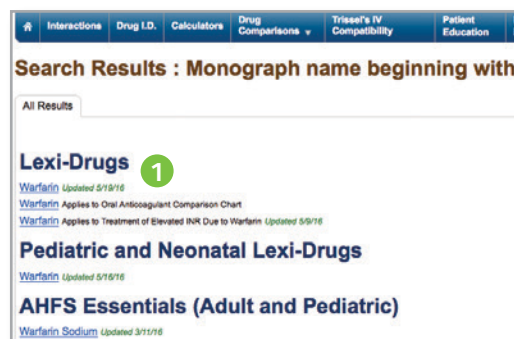 Interactions Drug I.D. Calculators Drug Comparisons Trissel's IV Compatibility Patient Education
Search Results : Monograph name beginning with
All Results
Lexi-Drugs
1
Warfarin Updated 5/19/16
Warfarin Applies to Oral Anticoagulant Comparison Chart
Warfarin Applies to Treatment of Elevated INR Due to Warfarin Updated 5/9/16
Pediatric and Neonatal Lexi-Drugs
Warfarin Updated 5/16/16
AHFS Essentials (Adult and Pediatric)
Warfarin Sodium Updated 3/11/16